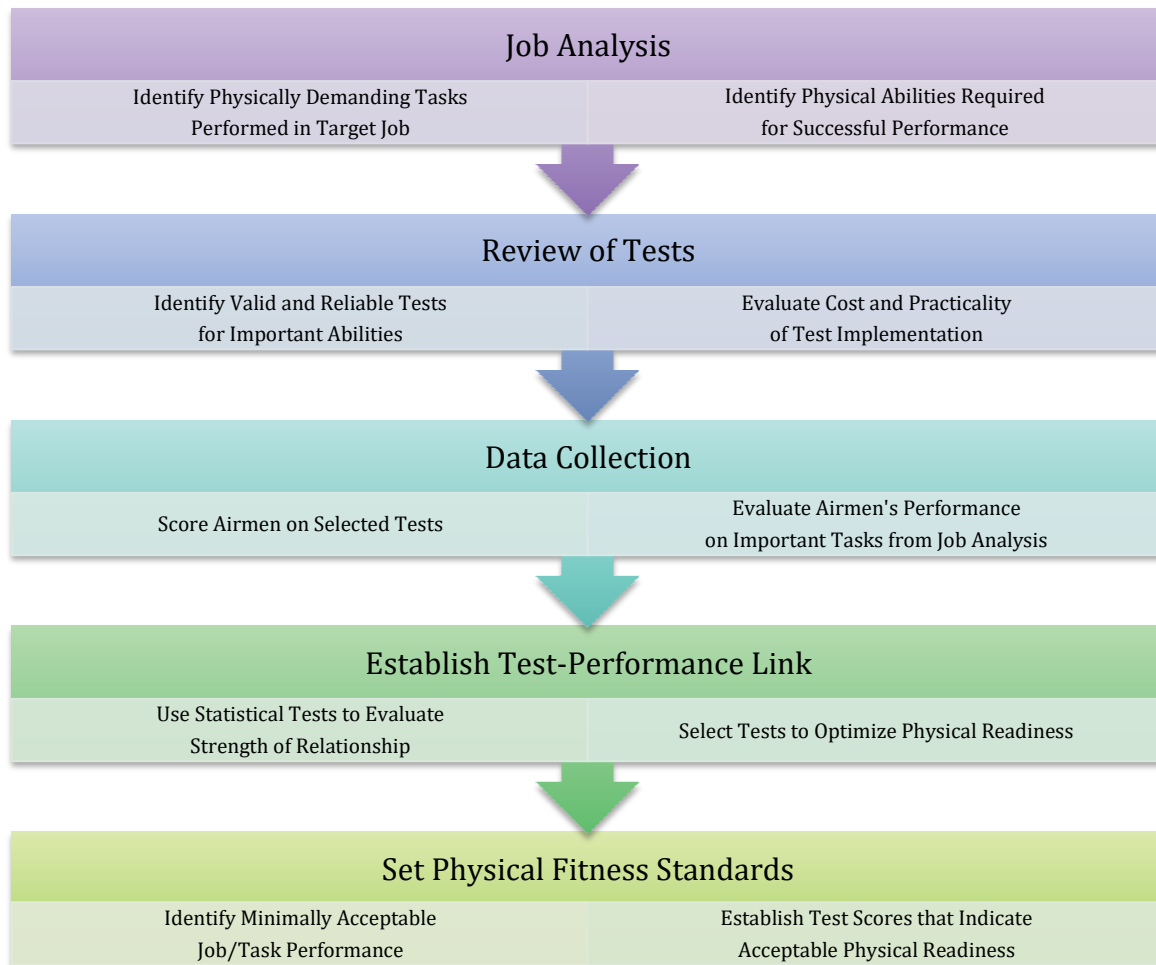 Job Analysis
Identify Physically Demanding Tasks
Performed in Target Job
Identify Physical Abilities Required
for Successful Performance
Review of Tests
Identify Valid and Reliable Tests
for Important Abilities
Evaluate Cost and Practicality
of Test Implementation
Data Collection
Score Airmen on Selected Tests
Evaluate Airmen's Performance
on Important Tasks from Job Analysis
Establish Test-Performance Link
Use Statistical Tests to Evaluate
Strength of Relationship
Select Tests to Optimize Physical Readiness
Set Physical Fitness Standards
Identify Minimally Acceptable
Job/Task Performance
Establish Test Scores that Indicate
Acceptable Physical Readiness